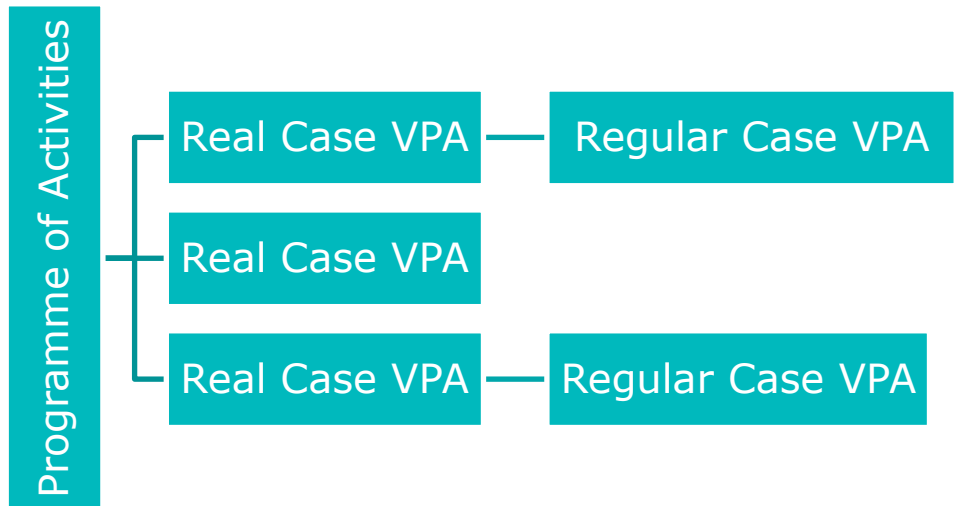 Programme of Activities
Real Case VPA
Regular Case VPA
Real Case VPA
Real Case VPA
Regular Case VPA